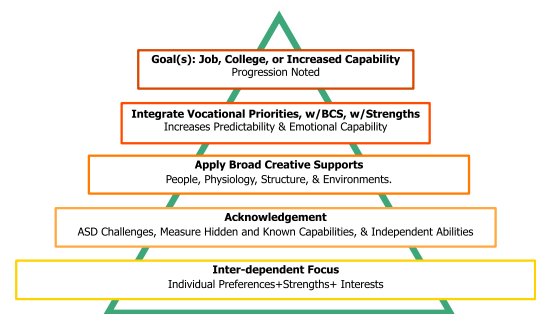 Goal(s): Job, College, or Increased Capability
Progression Noted
Integrate Vocational Priorities, w/BCS, w/Strengths
Increases Predictability & Emotional Capability
Apply Broad Creative Supports
People, Physiology, Structure, & Environments.
Acknowledgement
ASD Challenges, Measure Hidden and Known Capabilities, & Independent Abilities
Inter-dependent Focus
Individual Preferences+Strengths+ Interests